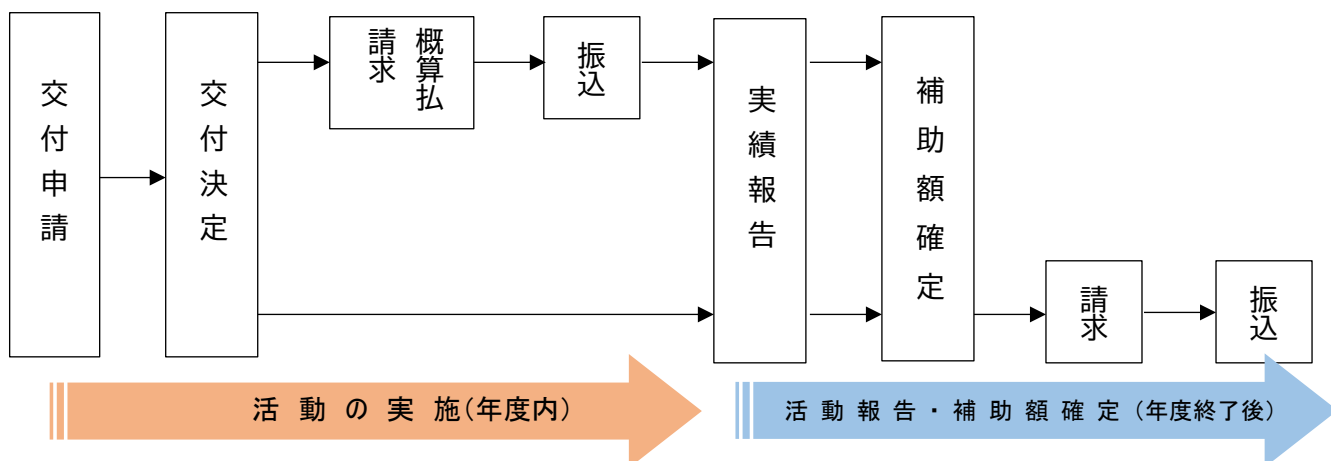 交付申請
交付決定
概算払
請求
振込
実績報告
補助額確定
請求
振込
活動の実施(年度内)
活動報告・補助額確定(年度終了後)